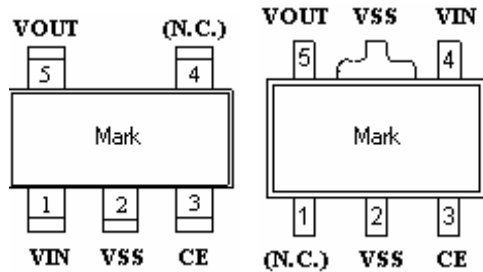 VOUT (N.C.)
5 4
Mark
1 2 3
VIN VSS CE
VOUT VSS VIN
5 4
Mark
1 2 3
(N.C.) VSS CE